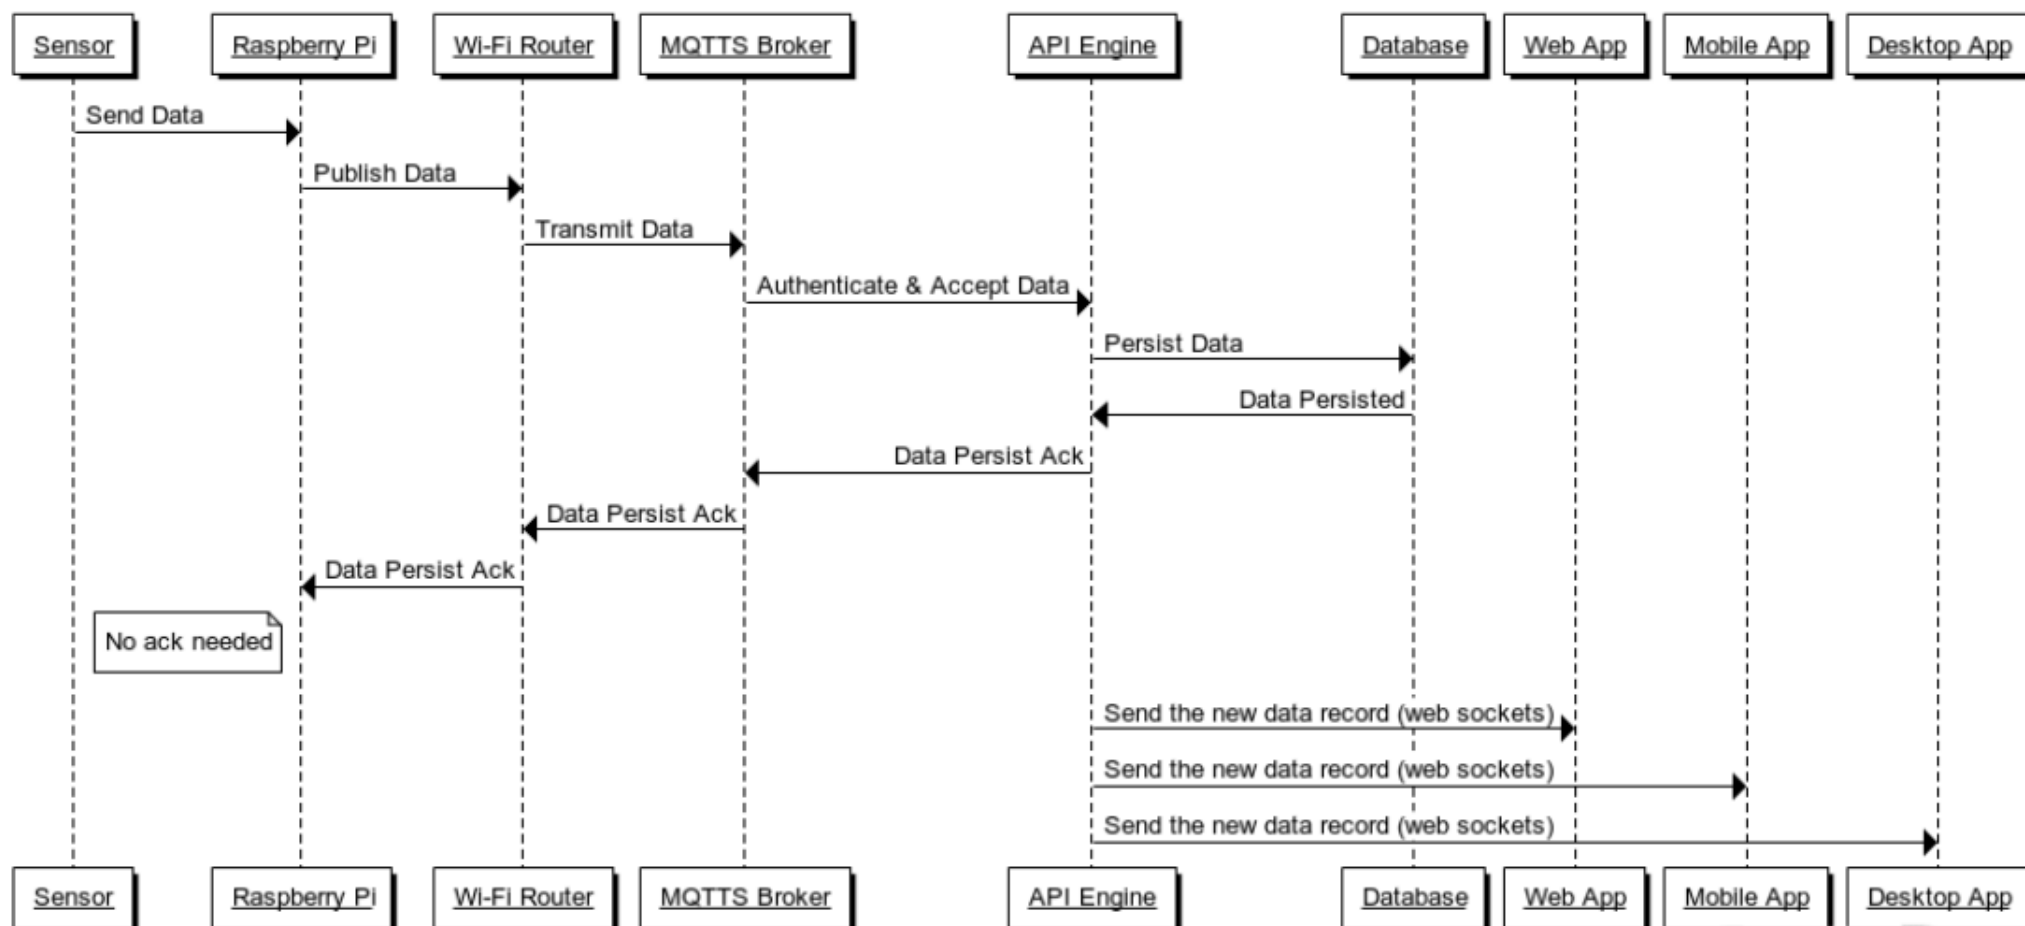 Sensor
Raspberry Pi
Wi-Fi Router
MQTTS Broker
API Engine
Database
Web App
Mobile App
Desktop App
Send Data
Publish Data
Transmit Data
Authenticate & Accept Data
Persist Data
Data Persisted
Data Persist Ack
Data Persist Ack
Data Persist Ack
No ack needed
Send the new data record (web sockets)
Send the new data record (web sockets)
Send the new data record (web sockets)
Sensor
Raspberry Pi
Wi-Fi Router
MQTTS Broker
API Engine
Database
Web App
Mobile App
Desktop App